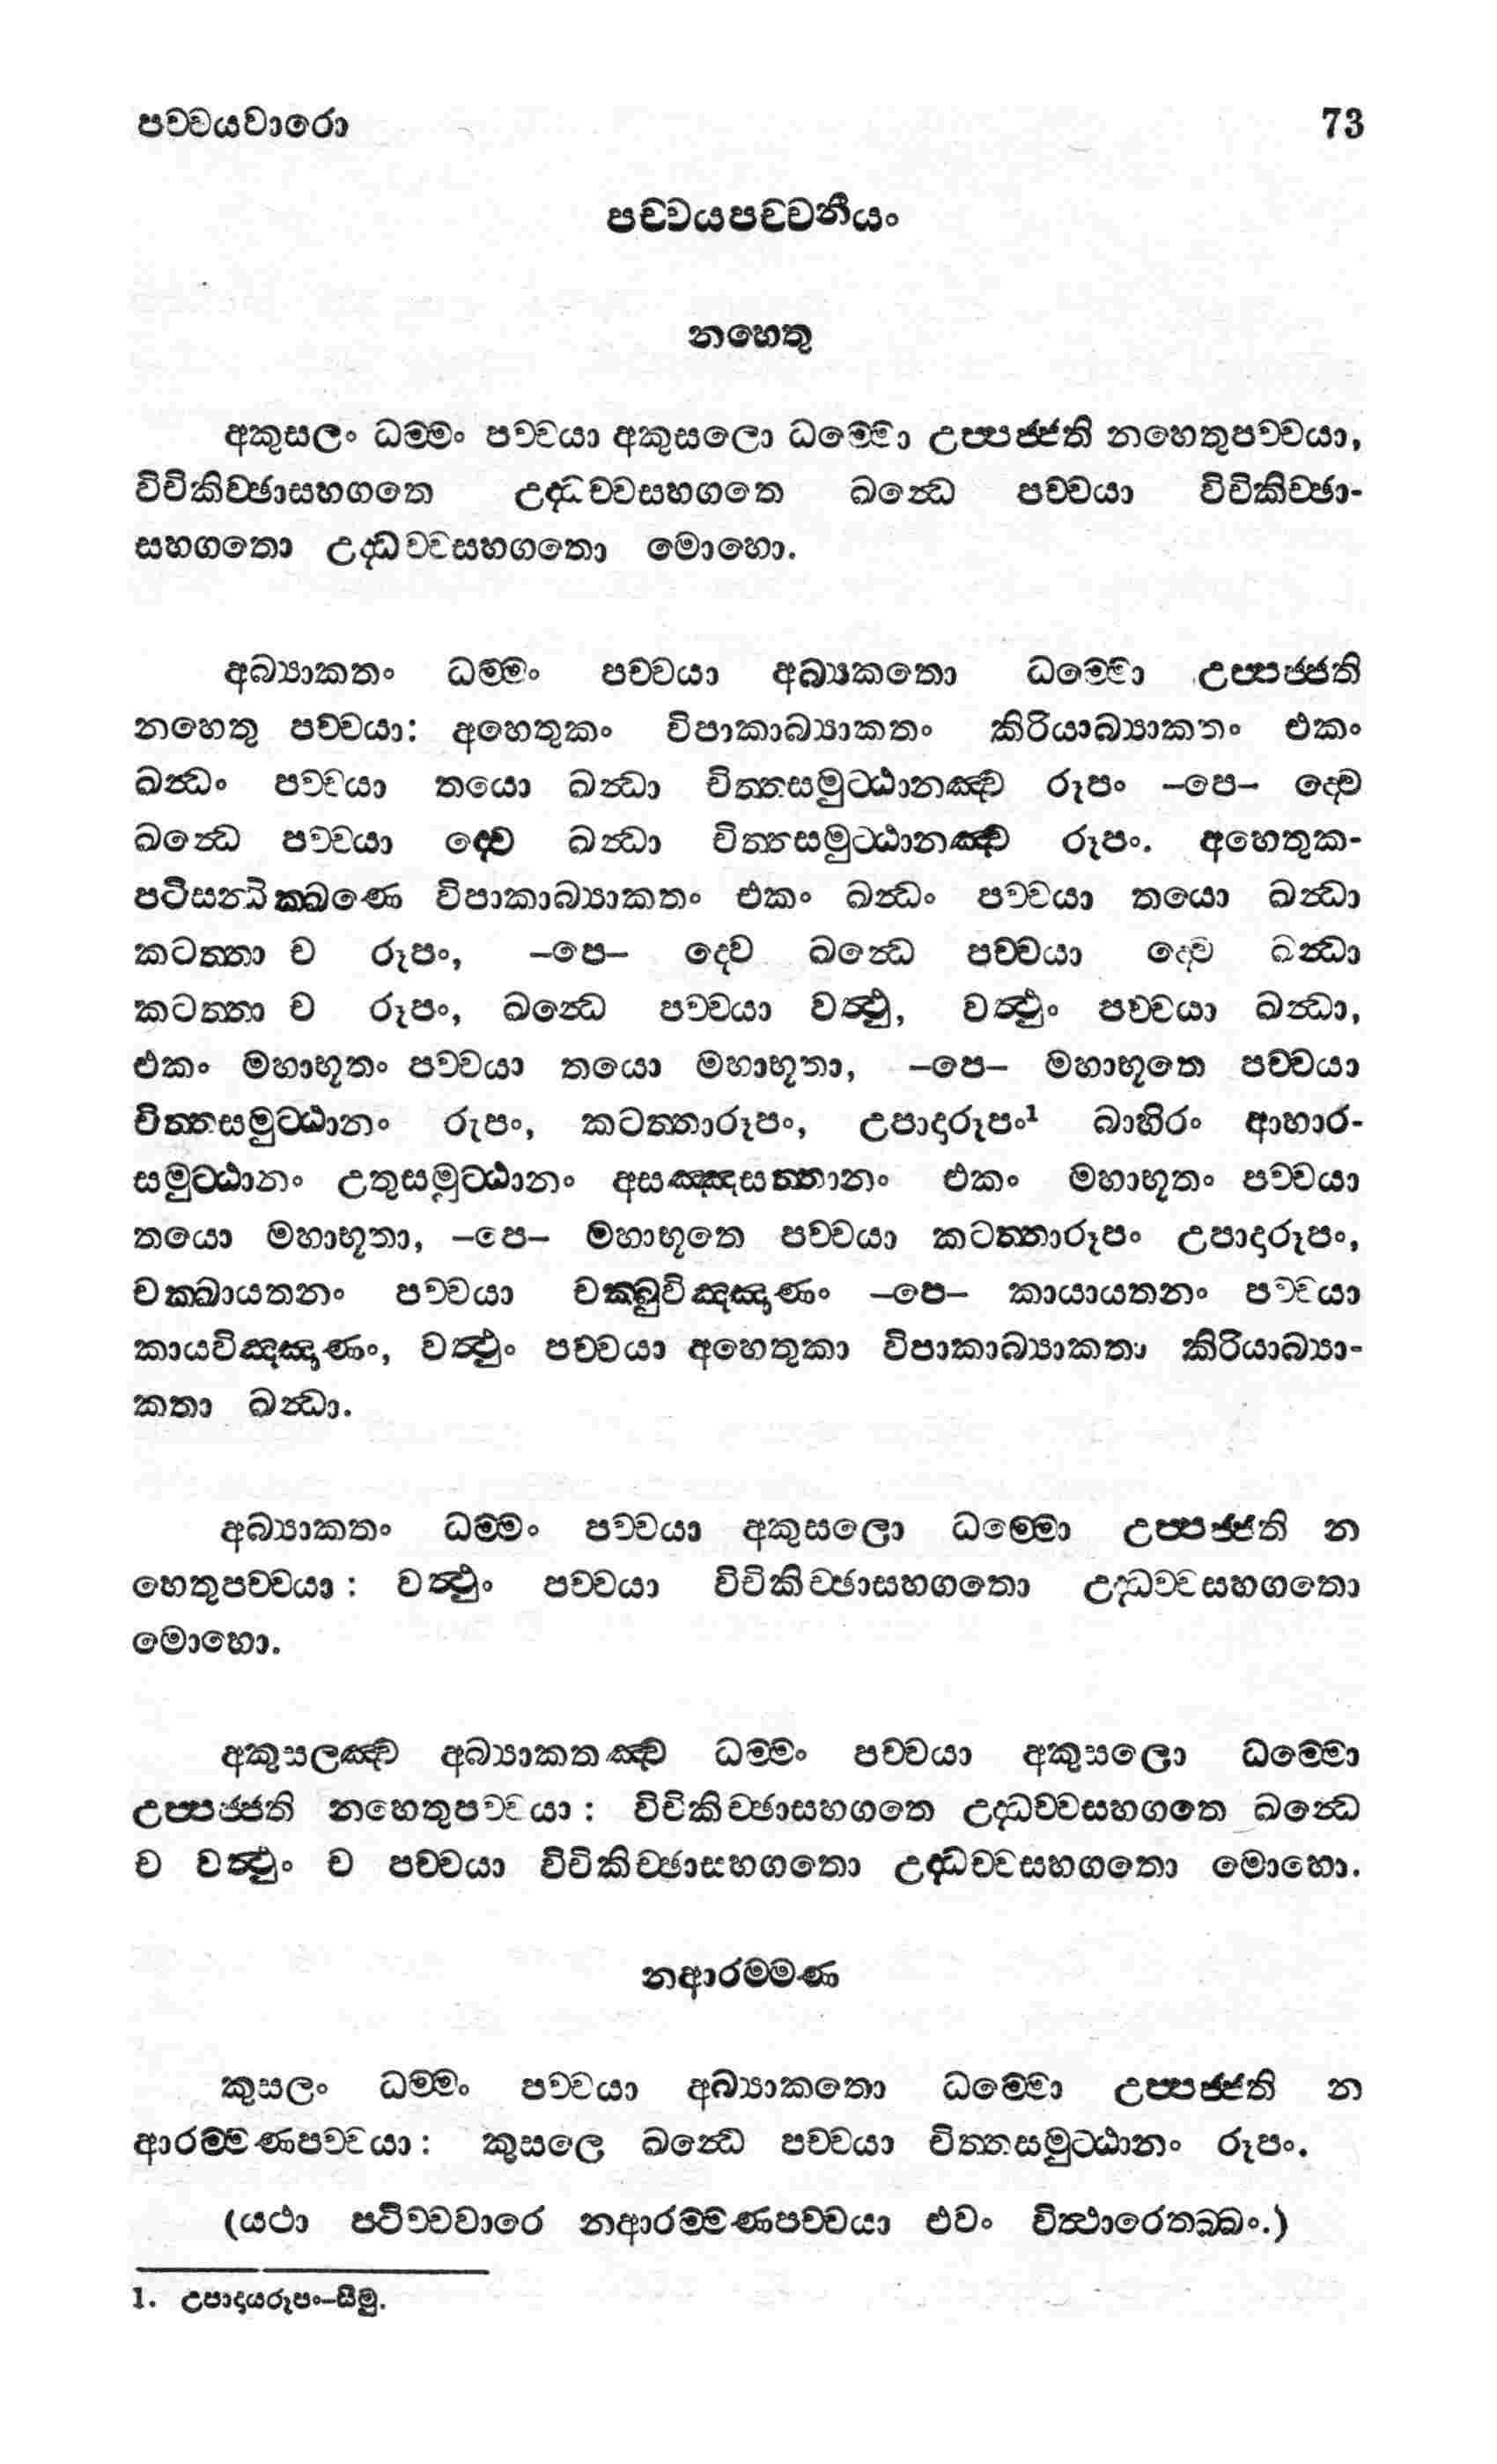 පච්චයවාරො 73
පච්චයපච්චනීයං
නහෙතු
අකුසලං ධම්මං පච්චයා අකුසලො ධම්මො උප්පජ්ජති නහෙතුපච්චයා,
විචිකිච්ඡාසහගතෙ උද්ධච්චසහගතෙ ඛන්ධෙ පච්චයා විචිකිච්ඡා-
සහගතො උද්ධච්චසහගතො මොහො.
අබ්‍යාකතං ධම්මං පච්චයා අබ්‍යකතො ධම්මො උප්පජ්ජති
නහෙතු පච්චයා: අහෙතුකං විපාකාබ්‍යාකතං කිරියාබ්‍යාකතං එකං
ඛන්ධං පච්චයා තයො ඛන්ධා චිත්තසමුට්ඨානඤ්ච රූපං –පෙ– ද්වෙ
ඛන්ධෙ පච්චයා ද්වෙ ඛන්ධා චිත්තසමුට්ඨානඤ්ච රූපං. අහෙතුක-
පටිසන්ධික්ඛණෙ විපාකාබ්‍යාකතං එකං ඛන්ධං පච්චයා තයො ඛන්ධා
කටත්තා ච රූපං, –පෙ– ද්වෙ ඛන්ධෙ පච්චයා ද්වෙ ඛන්ධා
කටත්තා ච රූපං, ඛන්ධෙ පච්චයා වත්ථු, වත්ථුං පච්චයා ඛන්ධා,
එකං මහාභූතං පච්චයා තයො මහාභූතා, –පෙ– මහාභූතෙ පච්චයා
චිත්තසමුට්ඨානං රුපං, කටත්තාරූපං, උපාදාරූපං¹ බාහිරං ආහාර-
සමුට්ඨානං උතුසමුට්ඨානං අසඤ්ඤසත්තානං එකං මහාභූතං පච්චයා
තයො මහාභූතා, –පෙ– මහාභූතෙ පච්චයා කටත්තාරූපං උපාදාරූපං,
චක්ඛායතනං පච්චයා චක්ඛුවිඤ්ඤාණං –පෙ– කායායතනං පච්චයා
කායවිඤ්ඤාණං, වත්ථුං පච්චයා අහෙතුකා විපාකාබ්‍යාකතා කිරියාබ්‍යා-
කතා ඛන්ධා.
අබ්‍යාකතං ධම්මං පච්චයා අකුසලො ධම්මො උප්පජ්ජති න
හෙතුපච්චයා : වත්ථුං පච්චයා විචිකිච්ඡාසහගතො උද්ධච්චසහගතො
මොහො.
අකුසලඤ්ච අබ්‍යාකතඤ්ච ධම්මං පච්චයා අකුසලො ධම්මො
උප්පජ්ජති නහෙතුපච්චයා : විචිකිච්ඡාසහගතෙ උද්ධච්චසහගතෙ ඛන්ධෙ
ච වත්ථුං ච පච්චයා විචිකිච්ඡාසහගතො උද්ධච්චසහගතො මොහො.
නආරම්මණ
කුසලං ධම්මං පච්චයා අබ්‍යාකතො ධම්මො උප්පජ්ජති න
ආරම්මණපච්චයා : කුසලෙ ඛන්ධෙ පච්චයා චිත්තසමුට්ඨානං රූපං.
(යථා පටිච්චවාරෙ නආරම්මණපච්චයා එවං විත්ථාරෙතබ්බං.)
1. උපාදායරූපං–සීමු.